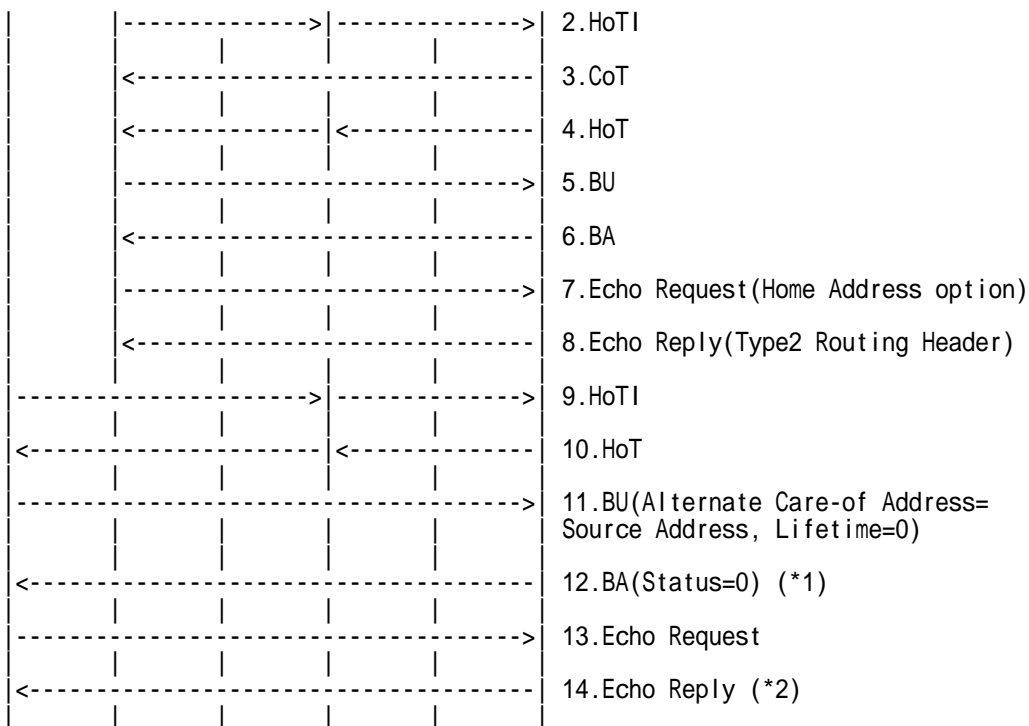 2.HoTI
3.CoT
4.HoT
5.BU
6.BA
7.Echo Request(Home Address option)
8.Echo Reply(Type2 Routing Header)
9.HoTI
10.HoT
11.BU(Alternate Care-of Address=
Source Address, Lifetime=0)
12.BA(Status=0) (*1)
13.Echo Request
14.Echo Reply (*2)